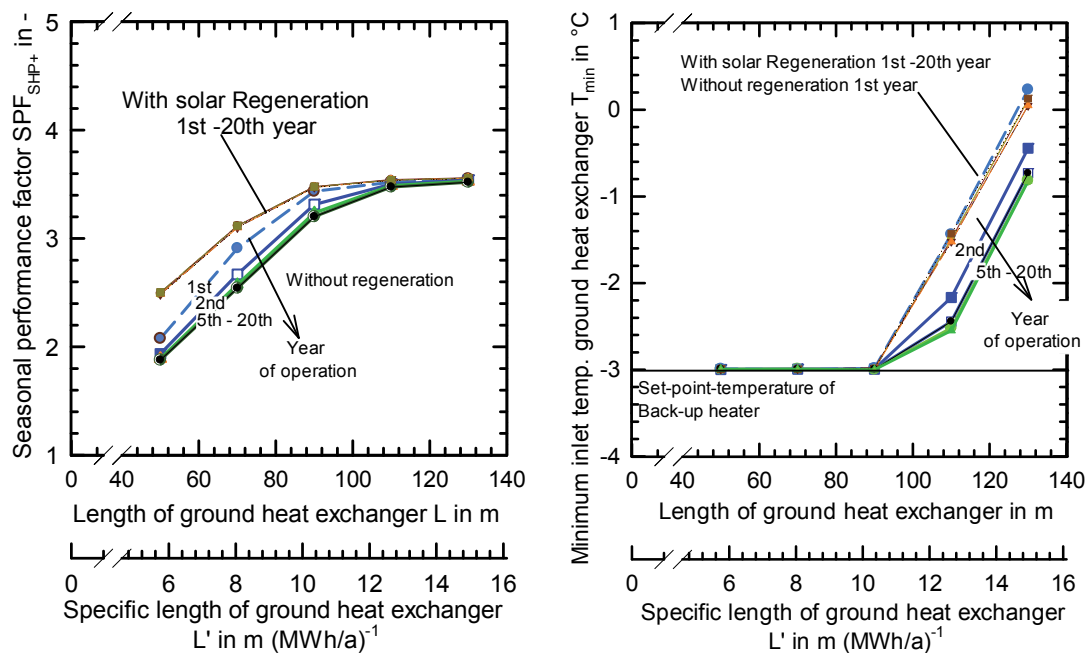 Seasonal performance factor SPF_SHP+ in -
5
4
3
2
1
With solar Regeneration
1st -20th year
1st
2nd
5th - 20th
Without regeneration
Year
of operation
0 40 60 80 100 120 140
Length of ground heat exchanger L in m
0 6 8 10 12 14 16
Specific length of ground heat exchanger
L' in m (MWh/a)^-1
Minimum inlet temp. ground heat exchanger T_min in °C
1
0
-1
-2
-3
-4
With solar Regeneration 1st -20th year
Without regeneration 1st year
2nd
5th -20th
Year
of operation
Set-point-temperature of
Back-up heater
0 40 60 80 100 120 140
Length of ground heat exchanger in m
0 6 8 10 12 14 16
Specific length of ground heat exchanger
L' in m (MWh/a)^-1